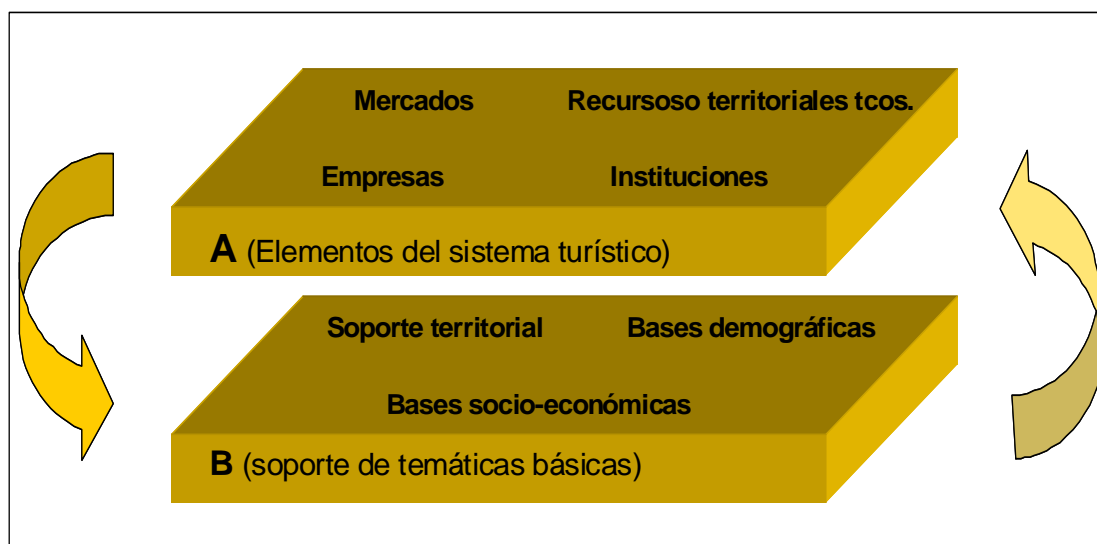 Mercados Recursoso territoriales tcos.
Empresas Instituciones
A (Elementos del sistema turístico)
Soporte territorial Bases demográficas
Bases socio-económicas
B (soporte de temáticas básicas)